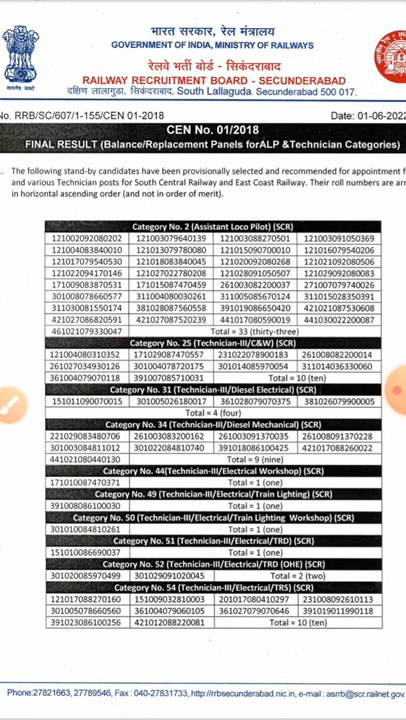 भारत सरकार, रेल मंत्रालय
GOVERNMENT OF INDIA, MINISTRY OF RAILWAYS
रेलवे भर्ती बोर्ड - सिकंदराबाद
RAILWAY RECRUITMENT BOARD - SECUNDERABAD
दक्षिण लालागुडा, सिकंदराबाद, South Lallaguda. Secunderabad 500 017.
सत्यमेव जयते
No. RRB/SC/607/1-155/CEN 01-2018 Date: 01-06-2022
CEN No. 01/2018
FINAL RESULT (Balance/Replacement Panels forALP &Technician Categories)
The following stand-by candidates have been provisionally selected and recommended for appointment f
and various Technician posts for South Central Railway and East Coast Railway. Their roll numbers are arr
in horizontal ascending order (and not in order of merit).
Category No. 2 (Assistant Loco Pilot) (SCR)
121002092080202 121003079640139 121003088270501 121003091050369
121004083840010 121013079780080 121015090700010 121016079540206
121017079540530 121018083840045 121020092080268 121021092080506
121022094170146 121027022780208 121028091050507 121029092080083
171009083870531 171015087470459 261003082200037 271007079740026
301008078660577 311004080030261 311005085670124 311015028350391
311030081550174 381028087560558 391019086650420 421021087530608
421027086820591 421027087520239 441017080590019 441030022200087
461021079330047 Total = 33 (thirty-three)
Category No. 25 (Technician-III/C&W) (SCR)
121004080310352 171029087470557 231022078900183 261008082200014
261027034930126 301004078720175 301014085970054 311014036330060
361004079070118 391007085710031 Total = 10 (ten)
Category No. 31 (Technician-III/Diesel Electrical) (SCR)
151011090070015 301005026180017 361028079070375 381026079900005
Total = 4 (four)
Category No. 34 (Technician-III/Diesel Mechanical) (SCR)
221029083480706 261003083200162 261003091370035 261008091370228
301003084811012 301022084810740 391018086100425 421017088260022
441021080440130 Total = 9 (nine)
Category No. 44(Technician-III/Electrical Workshop) (SCR)
171010087470371 Total = 1 (one)
Category No. 49 (Technician-III/Electrical/Train Lighting) (SCR)
391008086100030 Total = 1 (one)
Category No. 50 (Technician-III/Electrical/Train Lighting Workshop) (SCR)
301010084810261 Total = 1 (one)
Category No. 51 (Technician-III/Electrical/TRD) (SCR)
151010086690037 Total = 1 (one)
Category No. 52 (Technician-III/Electrical/TRD (OHE) (SCR)
301020085970499 301029091020045 Total = 2 (two)
Category No. 54 (Technician-III/Electrical/TRS) (SCR)
121017088270160 151009032810003 201017080410297 231008092610113
301005078660560 361004079060105 361027079070646 391019011990118
391023086100256 421012088220081 Total = 10 (ten)
Phone:27821663, 27789546, Fax : 040-27831733, http://rrbsecunderabad.nic.in, e-mail : asrrb@scr.railnet.gov.